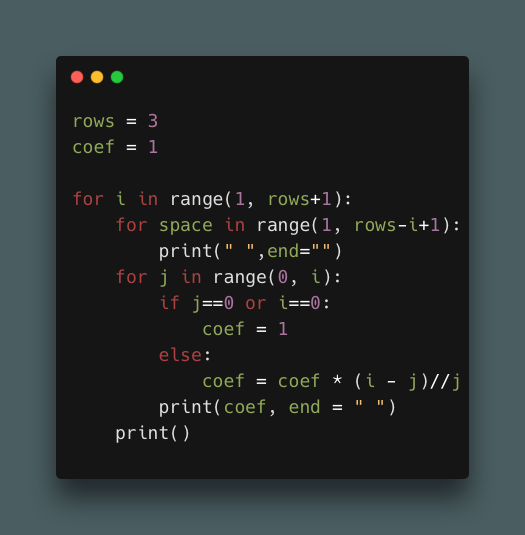 rows = 3
coef = 1

for i in range(1, rows+1):
    for space in range(1, rows-i+1):
        print(" ",end="")
    for j in range(0, i):
        if j==0 or i==0:
            coef = 1
        else:
            coef = coef * (i - j)//j
        print(coef, end = " ")
    print()